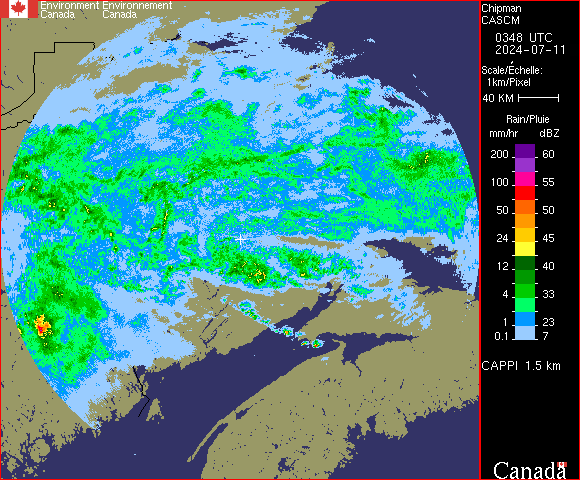 Environment Environnement
Canada Canada
Chipman
CASCM
0348 UTC
2024-07-11
Scale/Échelle:
1km/Pixel
40 KM
Rain/Pluie
mm/hr dBZ
200 60
100 55
50 50
24 45
12 40
4 33
1 23
0.1 7
CAPPI 1.5 km
Canada